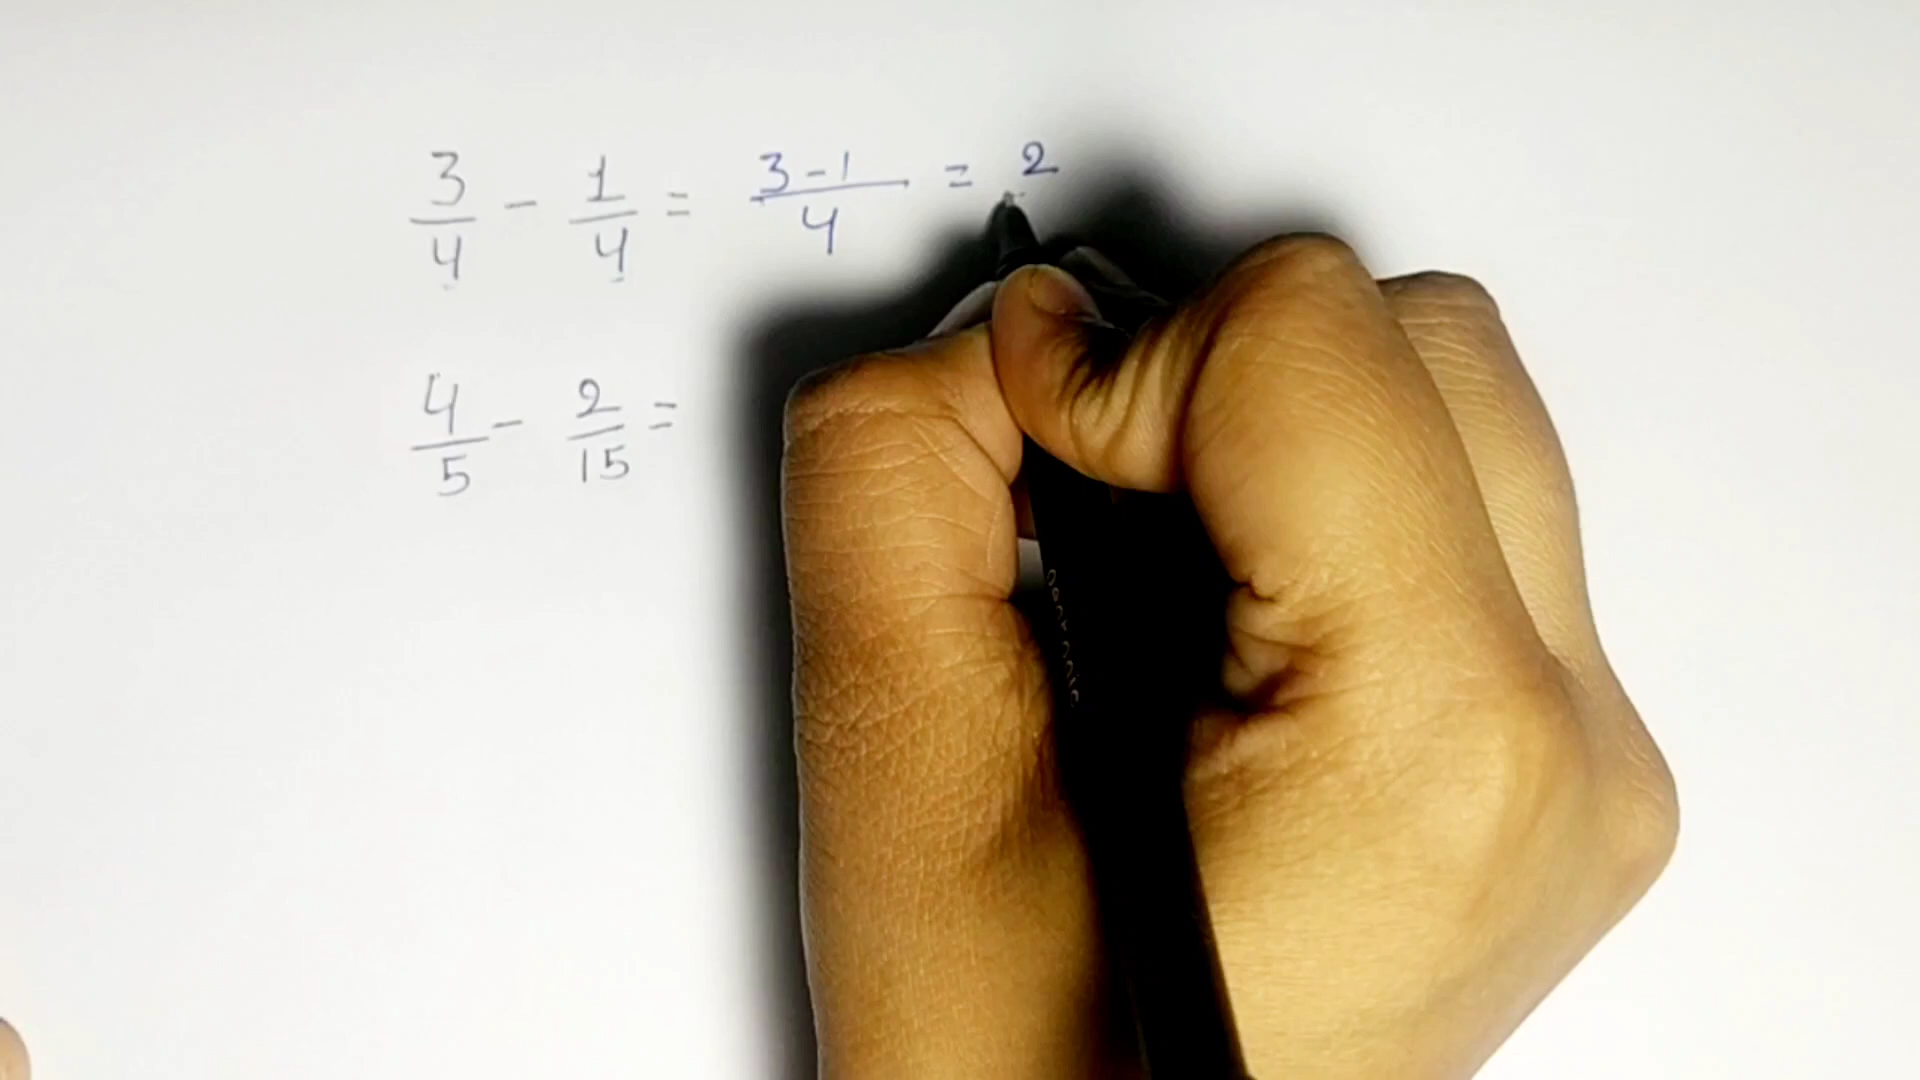 3/4 - 1/4 = 3-1/4 = 2
4/5 - 2/15 =